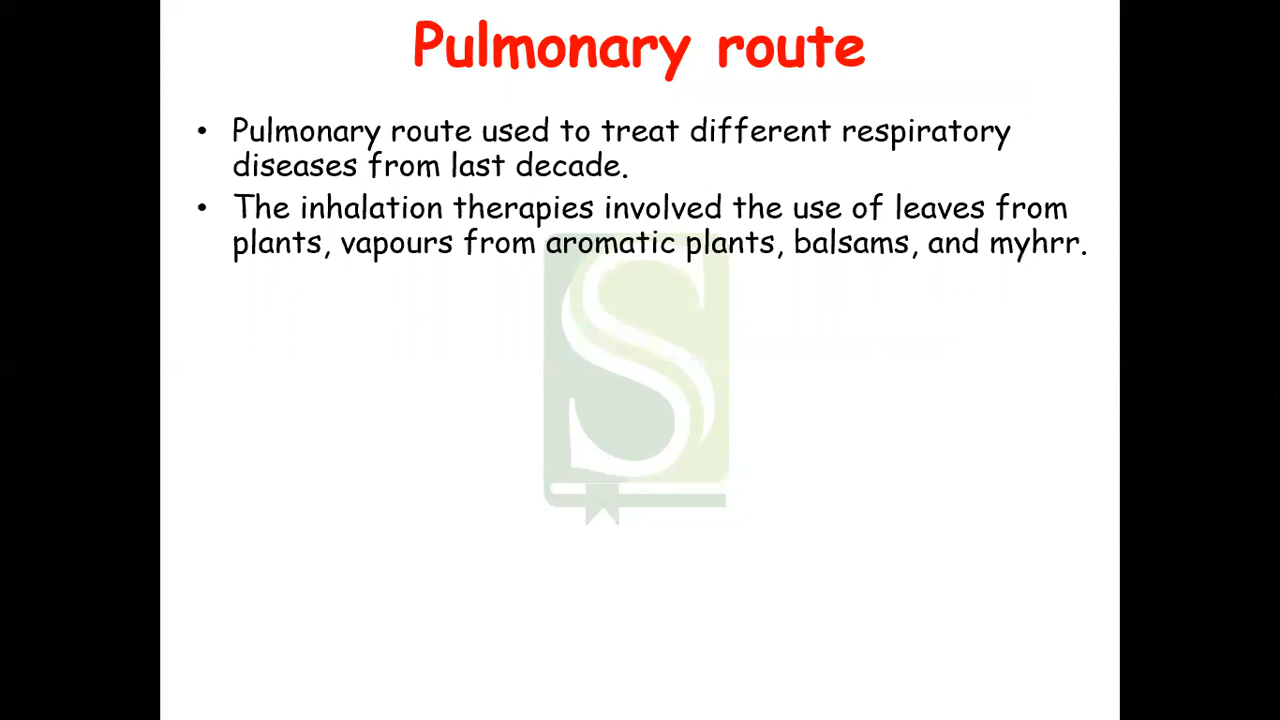 Pulmonary route
• Pulmonary route used to treat different respiratory
diseases from last decade.
• The inhalation therapies involved the use of leaves from
plants, vapours from aromatic plants, balsams, and myhrr.
S